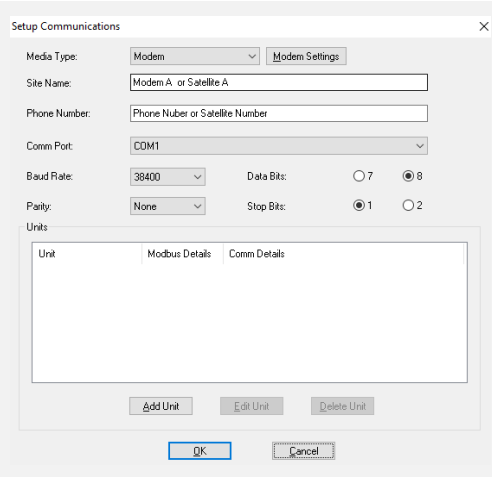 Setup Communications
Media Type: Modem Modem Settings
Site Name: Modem A or Satellite A
Phone Number: Phone Nuber or Satellite Number
Comm Port: COM1
Baud Rate: 38400 Data Bits: 7 8
Parity: None Stop Bits: 1 2
Units
Unit Modbus Details Comm Details
Add Unit Edit Unit Delete Unit
OK Cancel